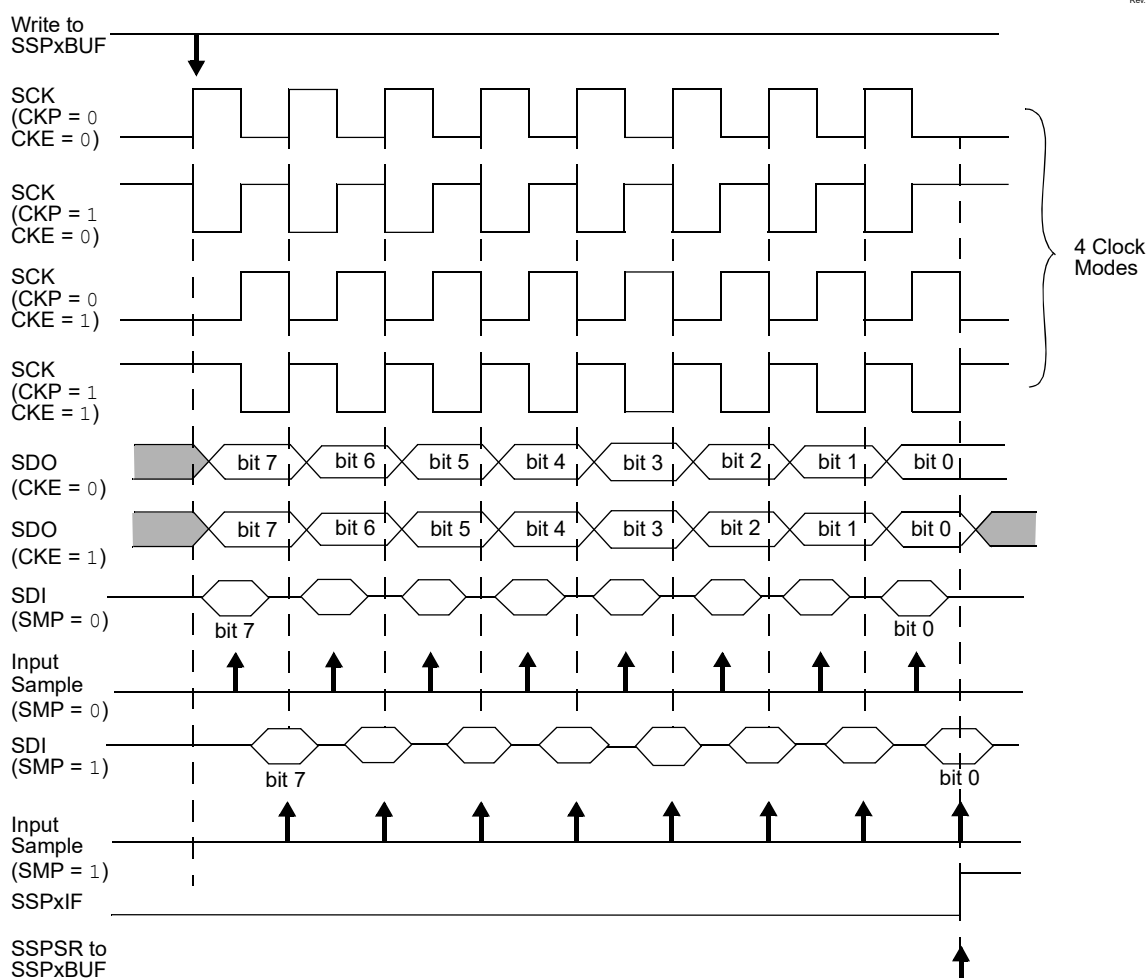 Rev.
Write to
SSPxBUF
SCK
(CKP = 0
CKE = 0)
SCK
(CKP = 1
CKE = 0)
SCK
(CKP = 0
CKE = 1)
SCK
(CKP = 1
CKE = 1)
4 Clock
Modes
SDO
(CKE = 0)
bit 7 bit 6 bit 5 bit 4 bit 3 bit 2 bit 1 bit 0
SDO
(CKE = 1)
bit 7 bit 6 bit 5 bit 4 bit 3 bit 2 bit 1 bit 0
SDI
(SMP = 0)
bit 7 bit 0
Input
Sample
(SMP = 0)
SDI
(SMP = 1)
bit 7 bit 0
Input
Sample
(SMP = 1)
SSPxIF
SSPSR to
SSPxBUF